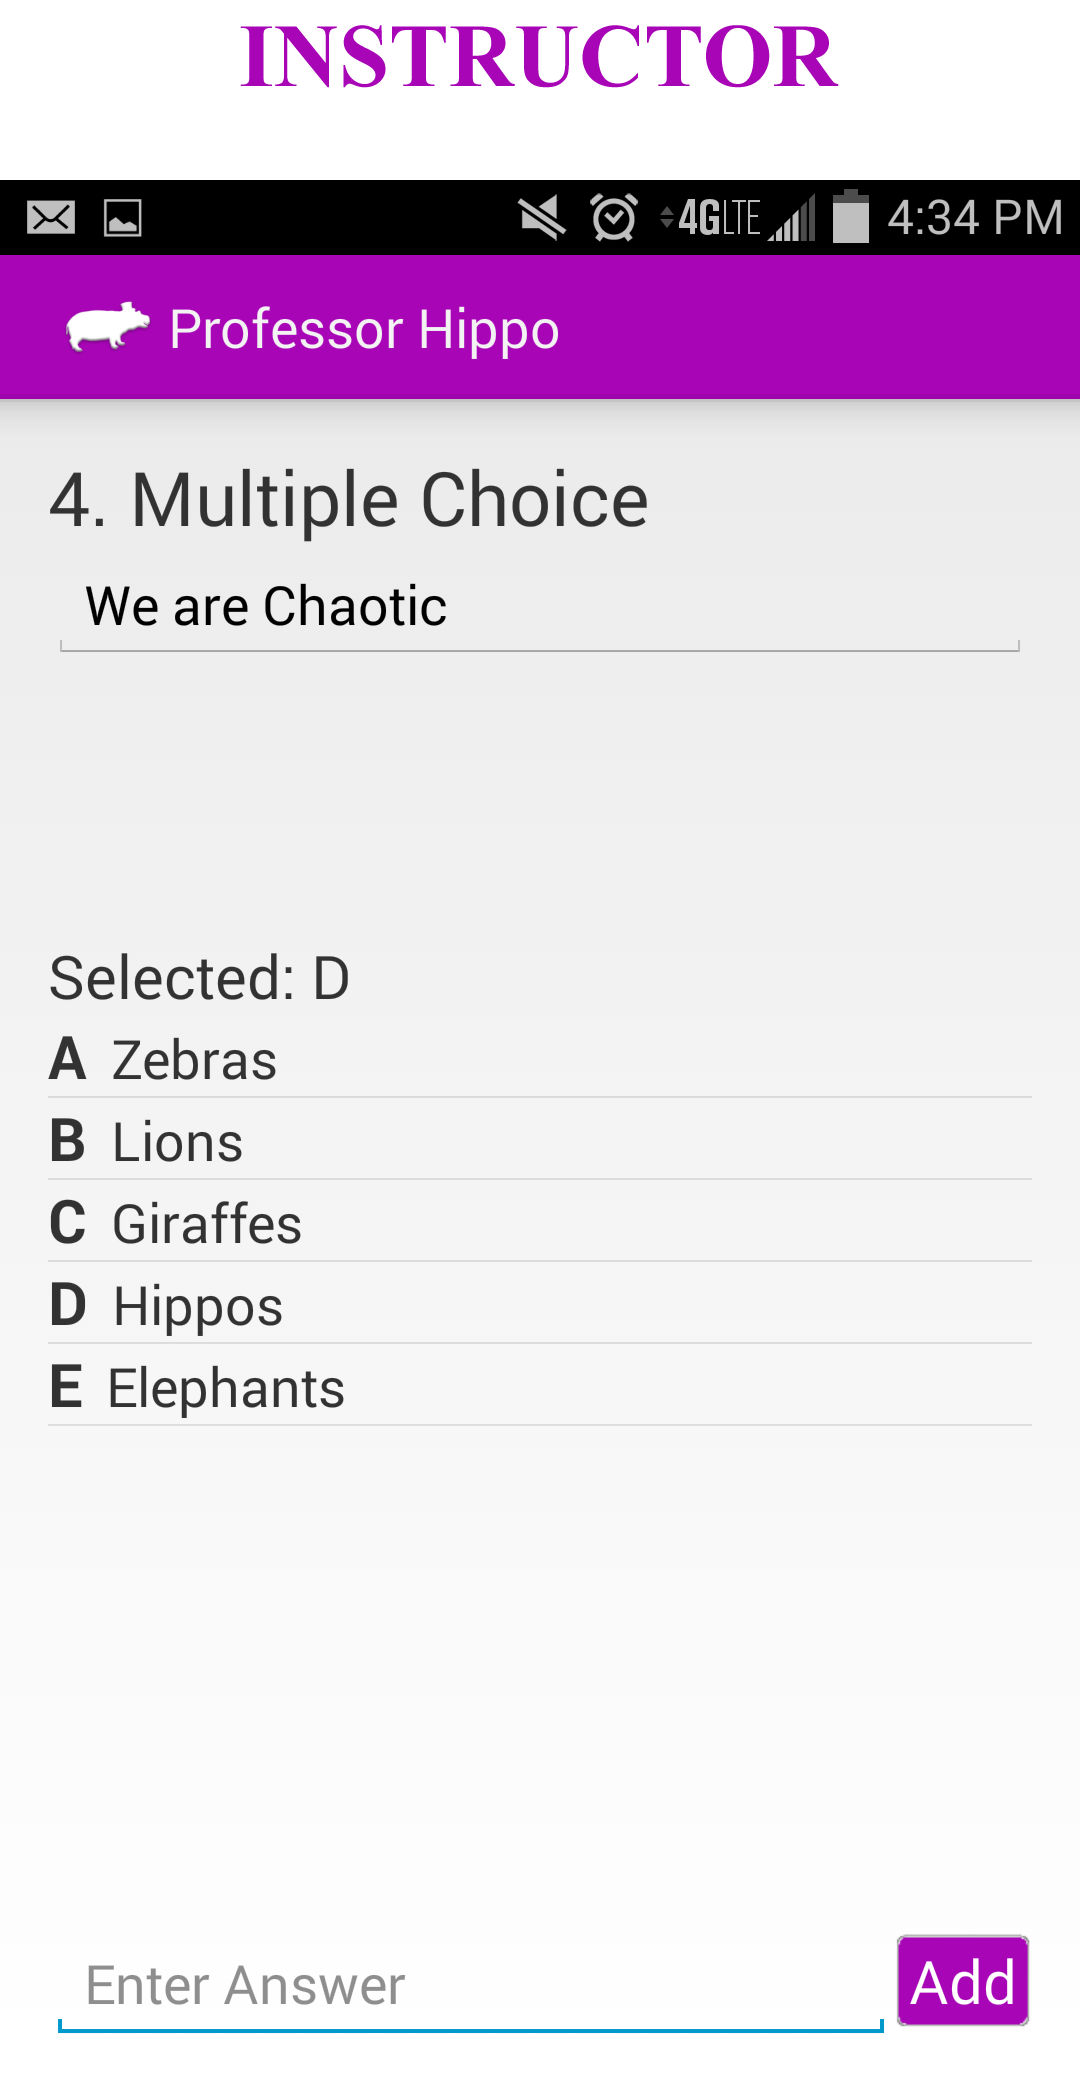 INSTRUCTOR
4G LTE 4:34 PM
Professor Hippo
4. Multiple Choice
We are Chaotic
Selected: D
A Zebras
B Lions
C Giraffes
D Hippos
E Elephants
Enter Answer Add